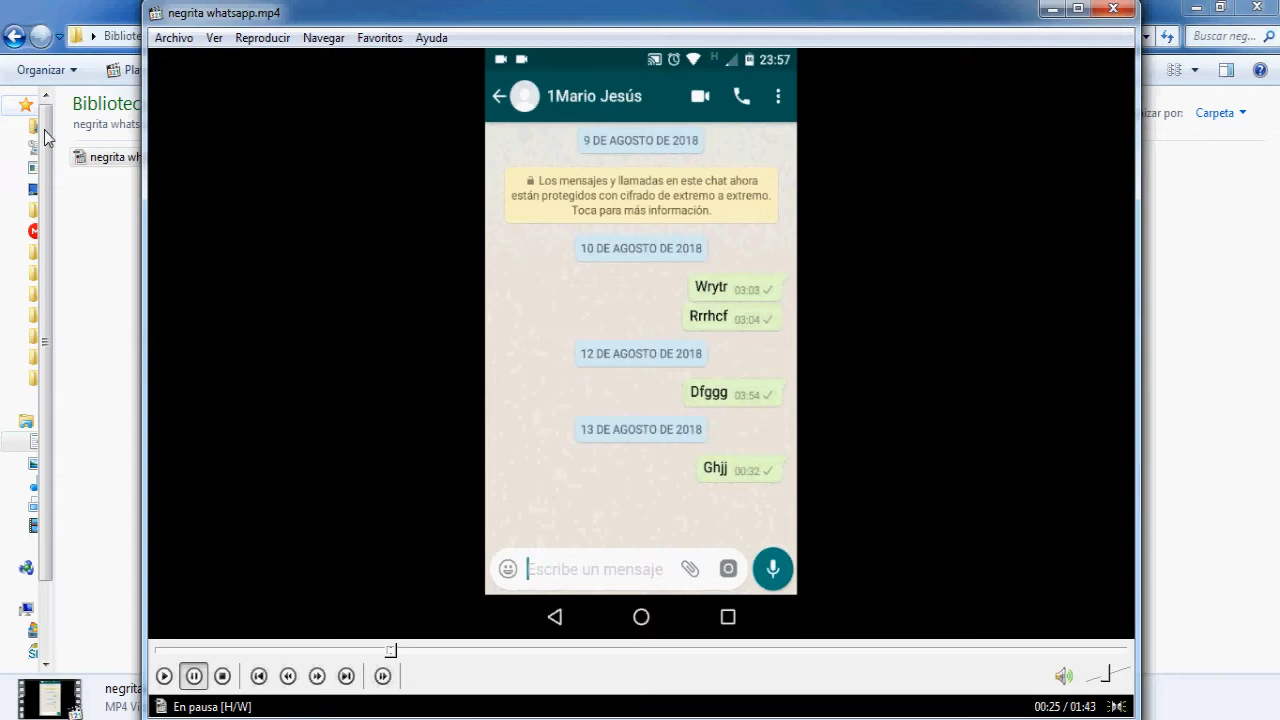 negrita whatsapp.mp4
Archivo Ver Reproducir Navegar Favoritos Ayuda
Bibliote
Buscar neg...
Organizar
Pla
Bibliotec
negrita whats
negrita wh
izar por: Carpeta
H 23:57
1Mario Jesús
9 DE AGOSTO DE 2018
Los mensajes y llamadas en este chat ahora
están protegidos con cifrado de extremo a extremo.
Toca para más información.
10 DE AGOSTO DE 2018
Wrytr 03:03
Rrrhcf 03:04
12 DE AGOSTO DE 2018
Dfggg 03:54
13 DE AGOSTO DE 2018
Ghjj 00:32
Escribe un mensaje
negrita
MP4 Vi
En pausa [H/W]
00:25 / 01:43